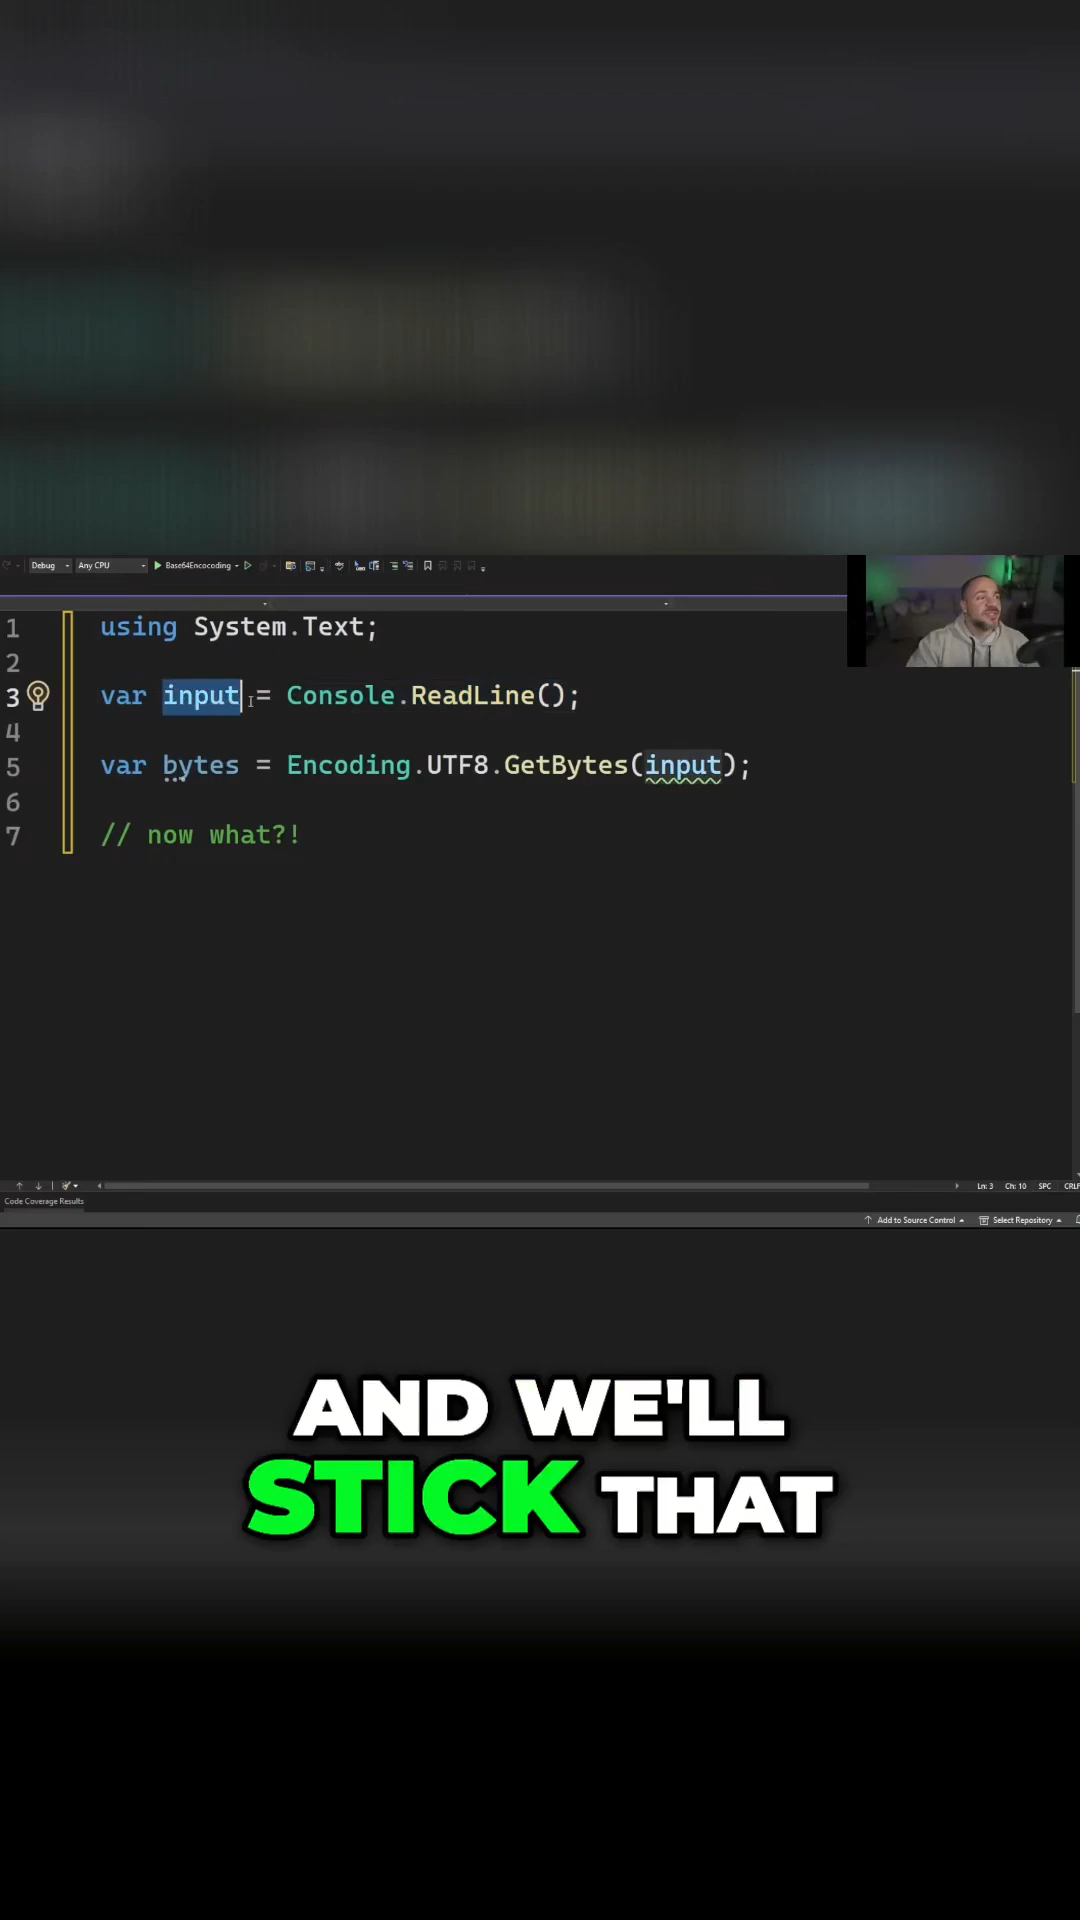 Debug Any CPU Base64Encocoding
1 using System.Text;
2
3 var input = Console.ReadLine();
4
5 var bytes = Encoding.UTF8.GetBytes(input);
6
7 // now what?!
Ln: 3 Ch: 10 SPC CRLF
Code Coverage Results
Add to Source Control Select Repository
AND WE'LL
STICK THAT